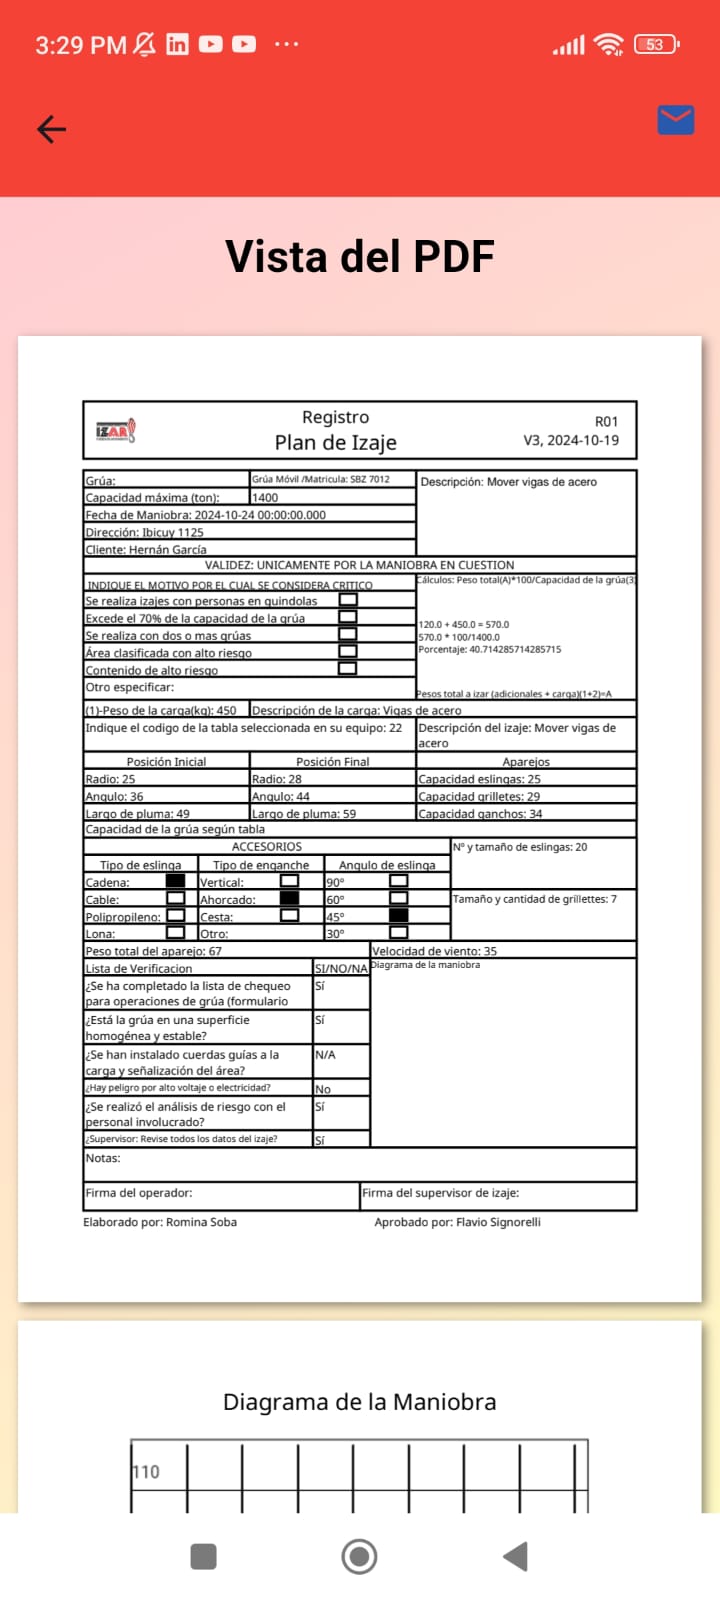 3:29 PM
53
Vista del PDF
IZAR
Registro
Plan de Izaje
R01
V3, 2024-10-19
Grúa:
Grúa Móvil /Matricula: SBZ 7012
Descripción: Mover vigas de acero
Capacidad máxima (ton):
1400
Fecha de Maniobra: 2024-10-24 00:00:00.000
Dirección: Ibicuy 1125
Cliente: Hernán García
VALIDEZ: UNICAMENTE POR LA MANIOBRA EN CUESTION
INDIQUE EL MOTIVO POR EL CUAL SE CONSIDERA CRITICO
Cálculos: Peso total(A)*100/Capacidad de la grúa(3)
Se realiza izajes con personas en guindolas
Excede el 70% de la capacidad de la grúa
Se realiza con dos o mas grúas
Área clasificada con alto riesgo
Contenido de alto riesgo
Otro especificar:
120.0 + 450.0 = 570.0
570.0 * 100/1400.0
Porcentaje: 40.714285714285715
Pesos total a izar (adicionales + carga)(1+2)=A
(1)-Peso de la carga(kg): 450
Descripción de la carga: Vigas de acero
Indique el codigo de la tabla seleccionada en su equipo: 22
Descripción del izaje: Mover vigas de
acero
Posición Inicial
Posición Final
Aparejos
Radio: 25
Radio: 28
Capacidad eslingas: 25
Angulo: 36
Angulo: 44
Capacidad grilletes: 29
Largo de pluma: 49
Largo de pluma: 59
Capacidad ganchos: 34
Capacidad de la grúa según tabla
ACCESORIOS
Nº y tamaño de eslingas: 20
Tipo de eslinga
Tipo de enganche
Angulo de eslinga
Cadena:
Vertical:
90º
Cable:
Ahorcado:
60º
Tamaño y cantidad de grillettes: 7
Polipropileno:
Cesta:
45º
Lona:
Otro:
30º
Peso total del aparejo: 67
Velocidad de viento: 35
Lista de Verificacion
SI/NO/NA
Diagrama de la maniobra
¿Se ha completado la lista de chequeo
para operaciones de grúa (formulario
Sí
¿Está la grúa en una superficie
homogénea y estable?
Sí
¿Se han instalado cuerdas guías a la
carga y señalización del área?
N/A
¿Hay peligro por alto voltaje o electricidad?
No
¿Se realizó el análisis de riesgo con el
personal involucrado?
Sí
¿Supervisor: Revise todos los datos del izaje?
Sí
Notas:
Firma del operador:
Firma del supervisor de izaje:
Elaborado por: Romina Soba
Aprobado por: Flavio Signorelli
Diagrama de la Maniobra
110